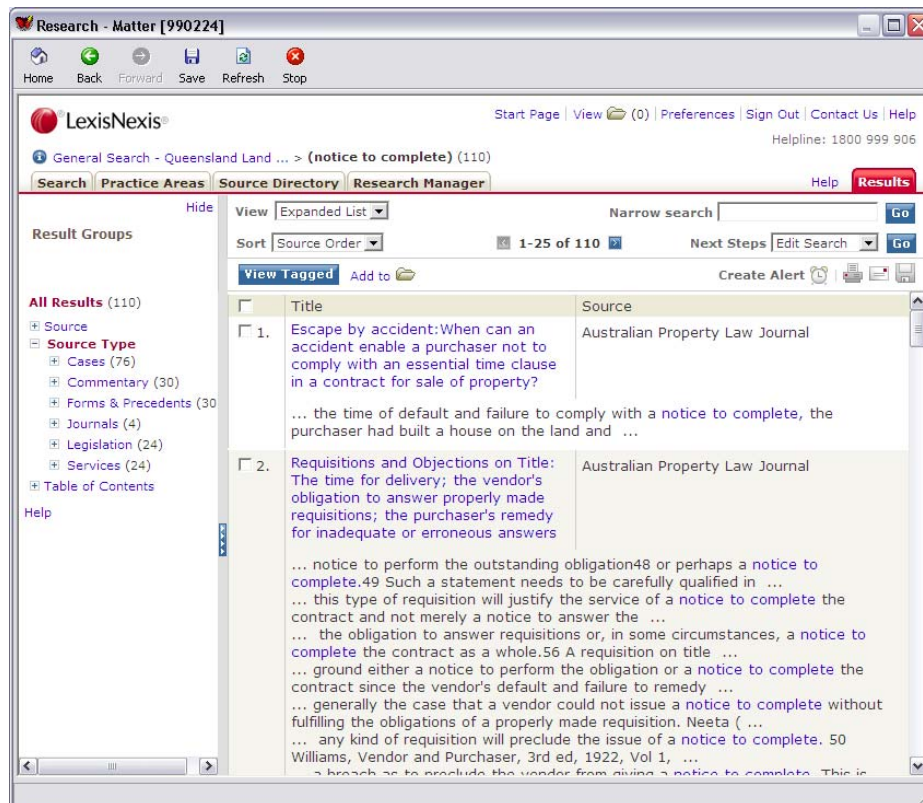 Research - Matter [990224]
Home Back Forward Save Refresh Stop
LexisNexis®
Start Page | View (0) | Preferences | Sign Out | Contact Us | Help
Helpline: 1800 999 906
General Search - Queensland Land ... > (notice to complete) (110)
Search Practice Areas Source Directory Research Manager
Help Results
Hide
Result Groups
All Results (110)
Source
Source Type
Cases (76)
Commentary (30)
Forms & Precedents (30
Journals (4)
Legislation (24)
Services (24)
Table of Contents
Help
View Expanded List
Narrow search Go
Sort Source Order
1-25 of 110
Next Steps Edit Search Go
View Tagged Add to
Create Alert
Title Source
1. Escape by accident:When can an Australian Property Law Journal
accident enable a purchaser not to
comply with an essential time clause
in a contract for sale of property?
... the time of default and failure to comply with a notice to complete, the
purchaser had built a house on the land and ...
2. Requisitions and Objections on Title: Australian Property Law Journal
The time for delivery; the vendor's
obligation to answer properly made
requisitions; the purchaser's remedy
for inadequate or erroneous answers
... notice to perform the outstanding obligation48 or perhaps a notice to
complete.49 Such a statement needs to be carefully qualified in ...
... this type of requisition will justify the service of a notice to complete the
contract and not merely a notice to answer the ...
... the obligation to answer requisitions or, in some circumstances, a notice to
complete the contract as a whole.56 A requisition on title ...
... ground either a notice to perform the obligation or a notice to complete the
contract since the vendor's default and failure to remedy ...
... generally the case that a vendor could not issue a notice to complete without
fulfilling the obligations of a properly made requisition. Neeta ( ...
... any kind of requisition will preclude the issue of a notice to complete. 50
Williams, Vendor and Purchaser, 3rd ed, 1922, Vol 1, ...
... a breach as to preclude the vendor from giving a notice to complete. This is